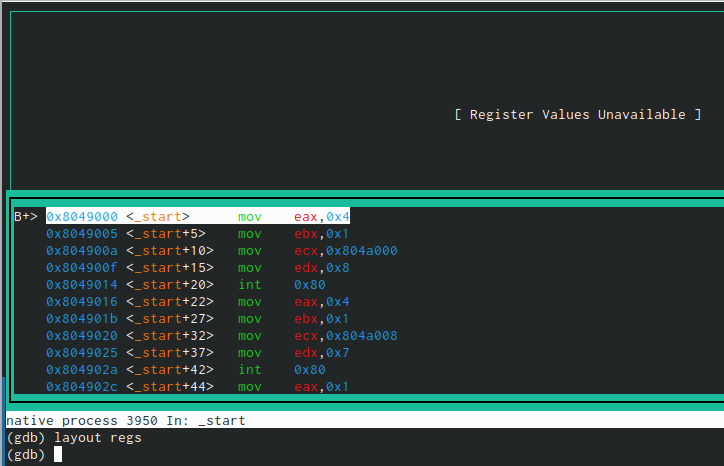 [ Register Values Unavailable ]
B+> 0x8049000 <_start> mov eax,0x4
0x8049005 <_start+5> mov ebx,0x1
0x804900a <_start+10> mov ecx,0x804a000
0x804900f <_start+15> mov edx,0x8
0x8049014 <_start+20> int 0x80
0x8049016 <_start+22> mov eax,0x4
0x804901b <_start+27> mov ebx,0x1
0x8049020 <_start+32> mov ecx,0x804a008
0x8049025 <_start+37> mov edx,0x7
0x804902a <_start+42> int 0x80
0x804902c <_start+44> mov eax,0x1
native process 3950 In: _start
(gdb) layout regs
(gdb)